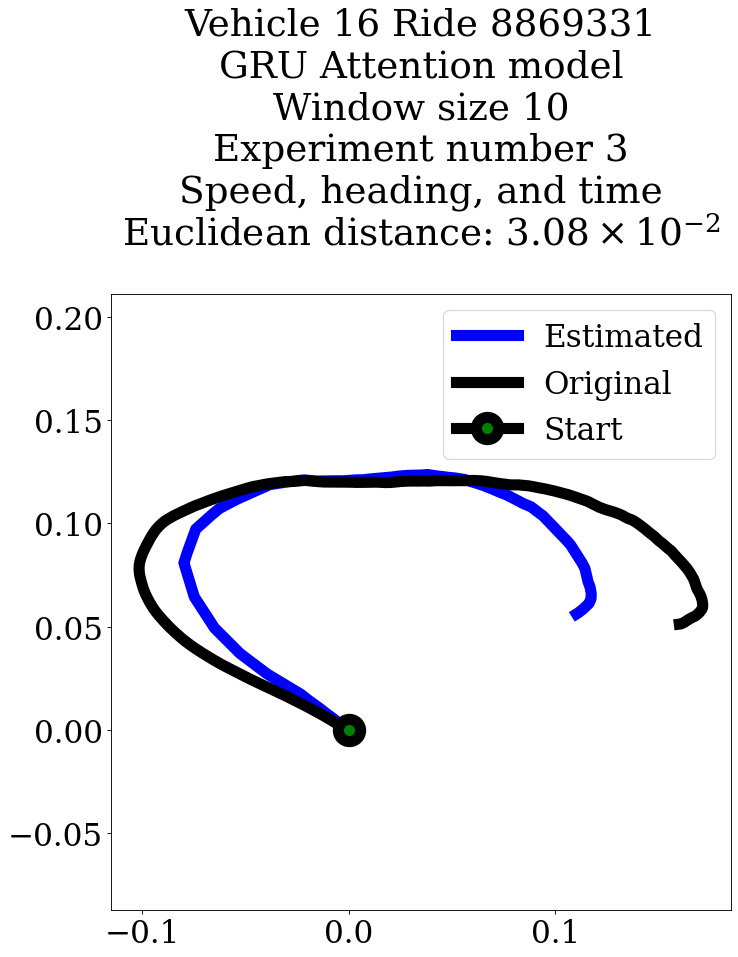 Vehicle 16 Ride 8869331
GRU Attention model
Window size 10
Experiment number 3
Speed, heading, and time
Euclidean distance: 3.08 × 10⁻²
Estimated
Original
Start
0.20
0.15
0.10
0.05
0.00
−0.05
−0.1
0.0
0.1